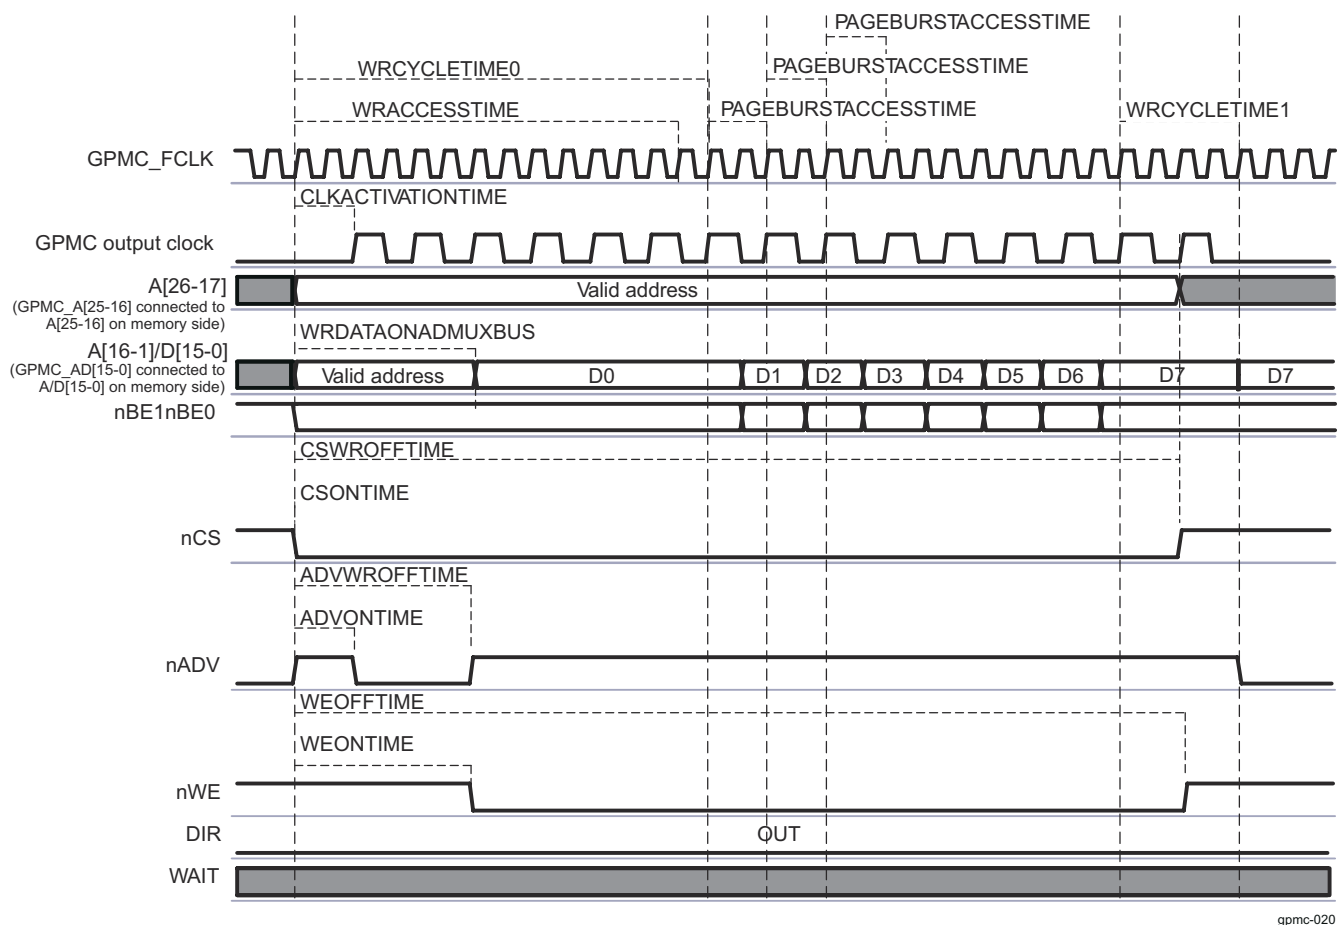 PAGEBURSTACCESSTIME
WRCYCLETIME0
PAGEBURSTACCESSTIME
WRACCESSTIME
PAGEBURSTACCESSTIME
WRCYCLETIME1
GPMC_FCLK
CLKACTIVATIONTIME
GPMC output clock
A[26-17]
(GPMC_A[25-16] connected to
A[25-16] on memory side)
Valid address
WRDATAONADMUXBUS
A[16-1]/D[15-0]
(GPMC_AD[15-0] connected to
A/D[15-0] on memory side)
Valid address D0 D1 D2 D3 D4 D5 D6 D7 D7
nBE1nBE0
CSWROFFTIME
CSONTIME
nCS
ADVWROFFTIME
ADVONTIME
nADV
WEOFFTIME
WEONTIME
nWE
DIR OUT
WAIT
gpmc-020